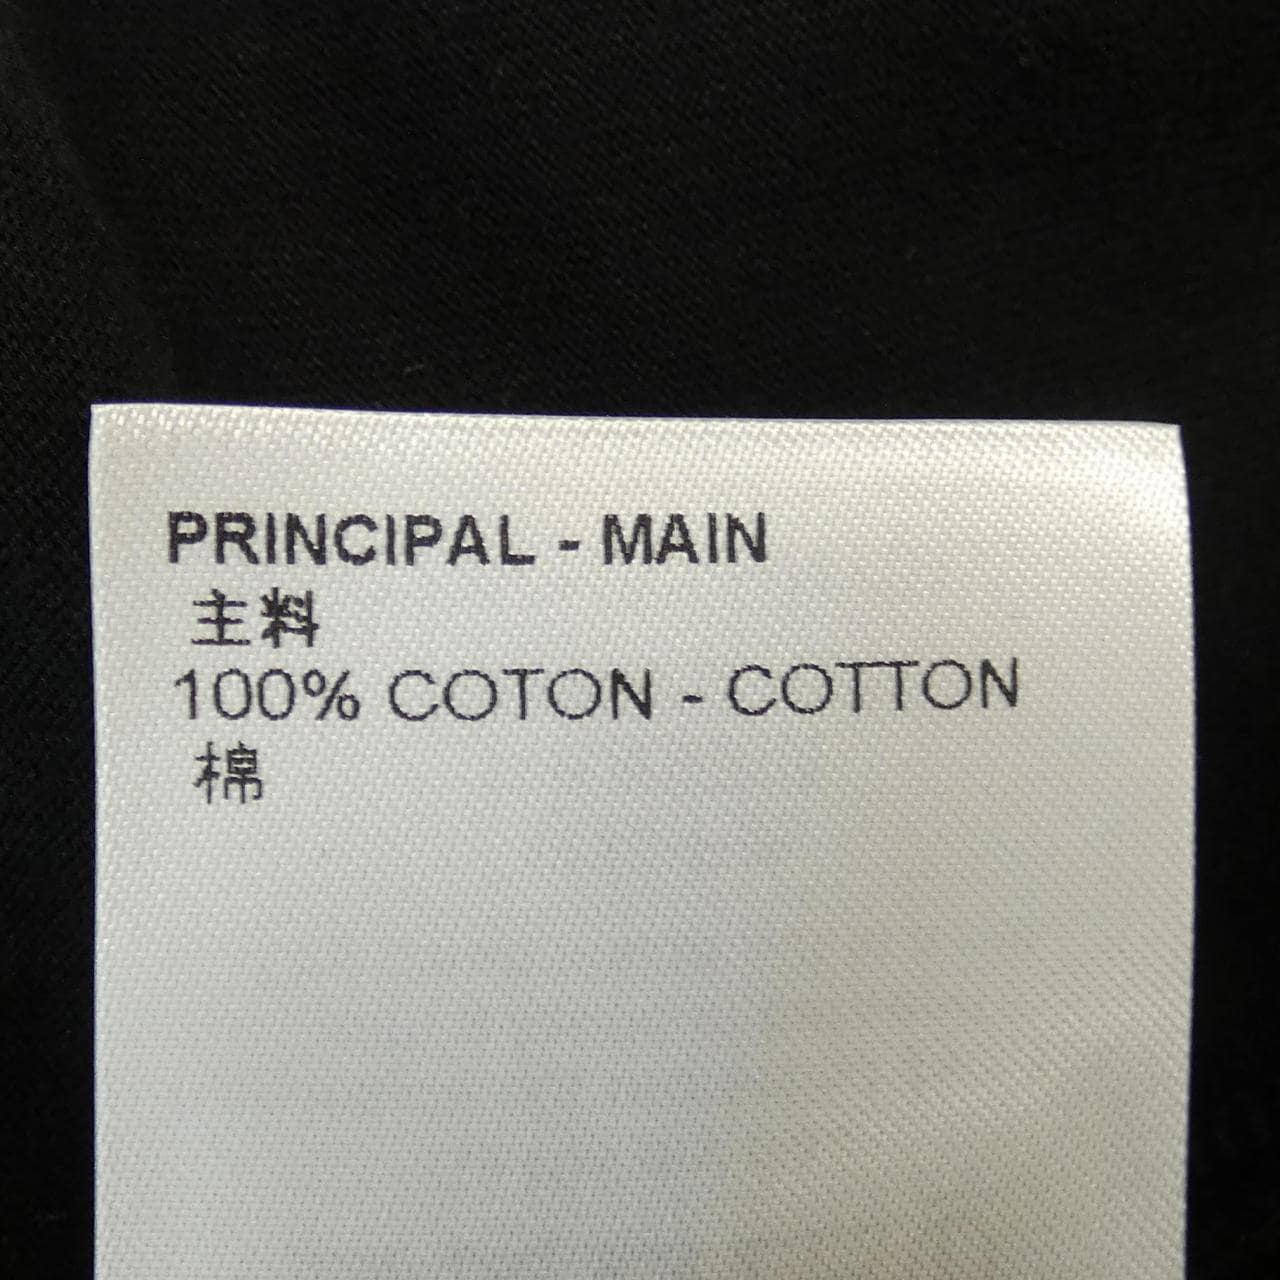 PRINCIPAL - MAIN
主料
100% COTON - COTTON
棉